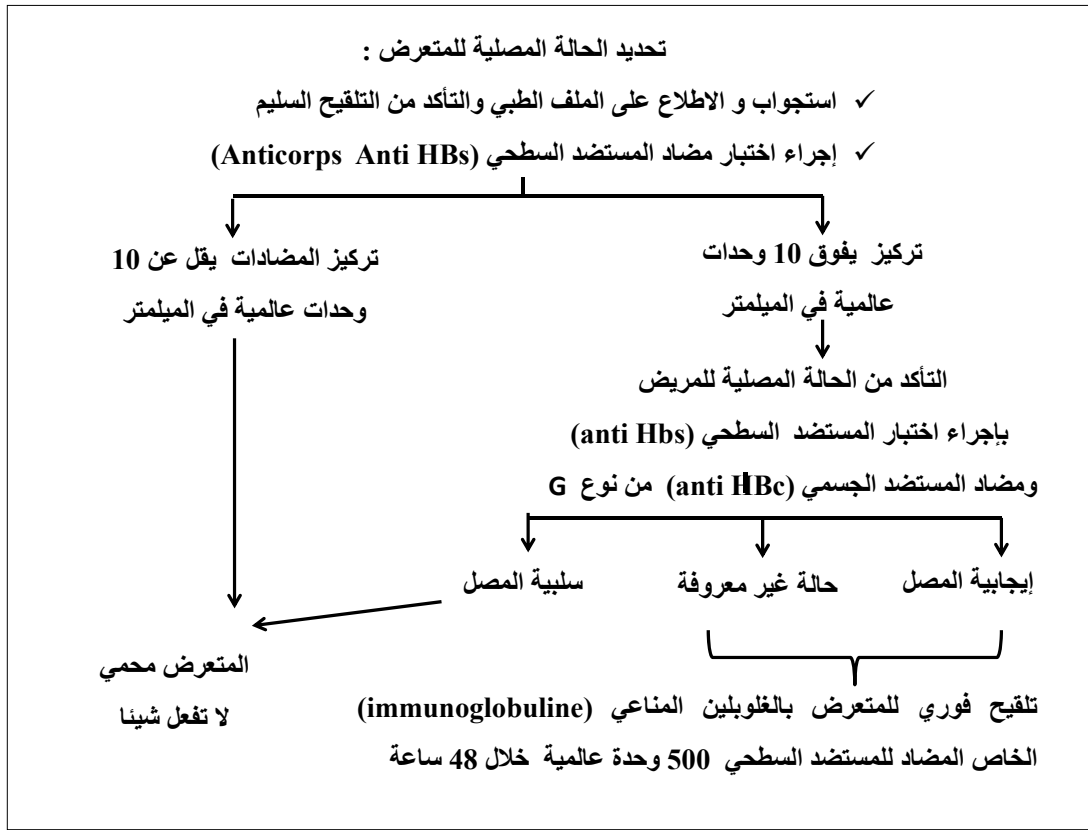 تحديد الحالة المصلية للمتعرض :
✓ استجواب و الاطلاع على الملف الطبي والتأكد من التلقيح السليم
✓ إجراء اختبار مضاد المستضد السطحي (Anticorps Anti HBs)
تركيز يفوق 10 وحدات
عالمية في الميلمتر
تركيز المضادات يقل عن 10
وحدات عالمية في الميلمتر
التأكد من الحالة المصلية للمريض
بإجراء اختبار المستضد السطحي (anti Hbs)
ومضاد المستضد الجسمي (anti HBc) من نوع G
إيجابية المصل
حالة غير معروفة
سلبية المصل
المتعرض محمي
لا تفعل شيئا
تلقيح فوري للمتعرض بالغلوبلين المناعي (immunoglobuline)
الخاص المضاد للمستضد السطحي 500 وحدة عالمية خلال 48 ساعة